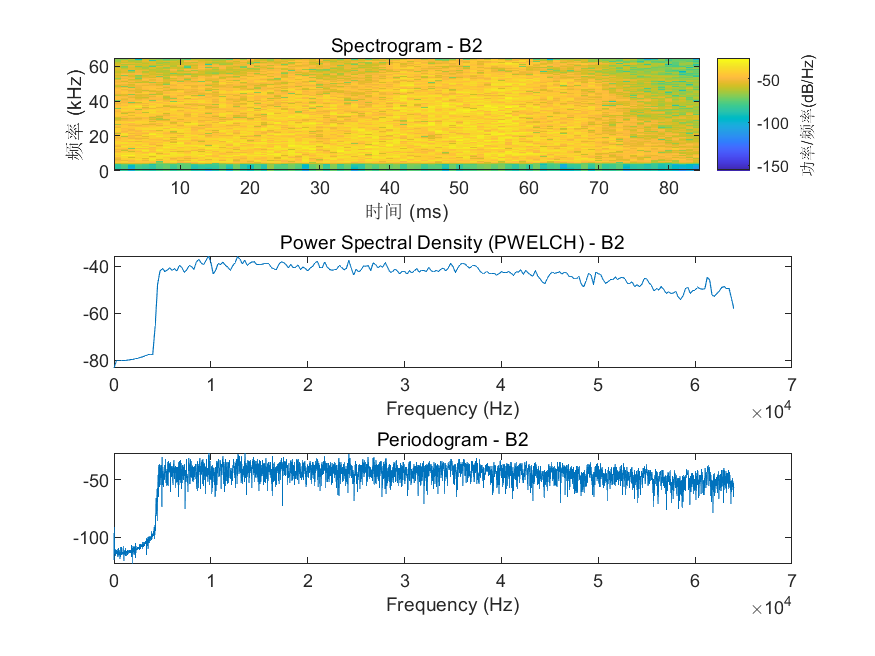 Spectrogram - B2
60
40
20
0
频率 (kHz)
10 20 30 40 50 60 70 80
时间 (ms)
-50
-100
-150
功率/频率(dB/Hz)
Power Spectral Density (PWELCH) - B2
-40
-60
-80
0 1 2 3 4 5 6 7
Frequency (Hz)
×10^4
Periodogram - B2
-50
-100
0 1 2 3 4 5 6 7
Frequency (Hz)
×10^4